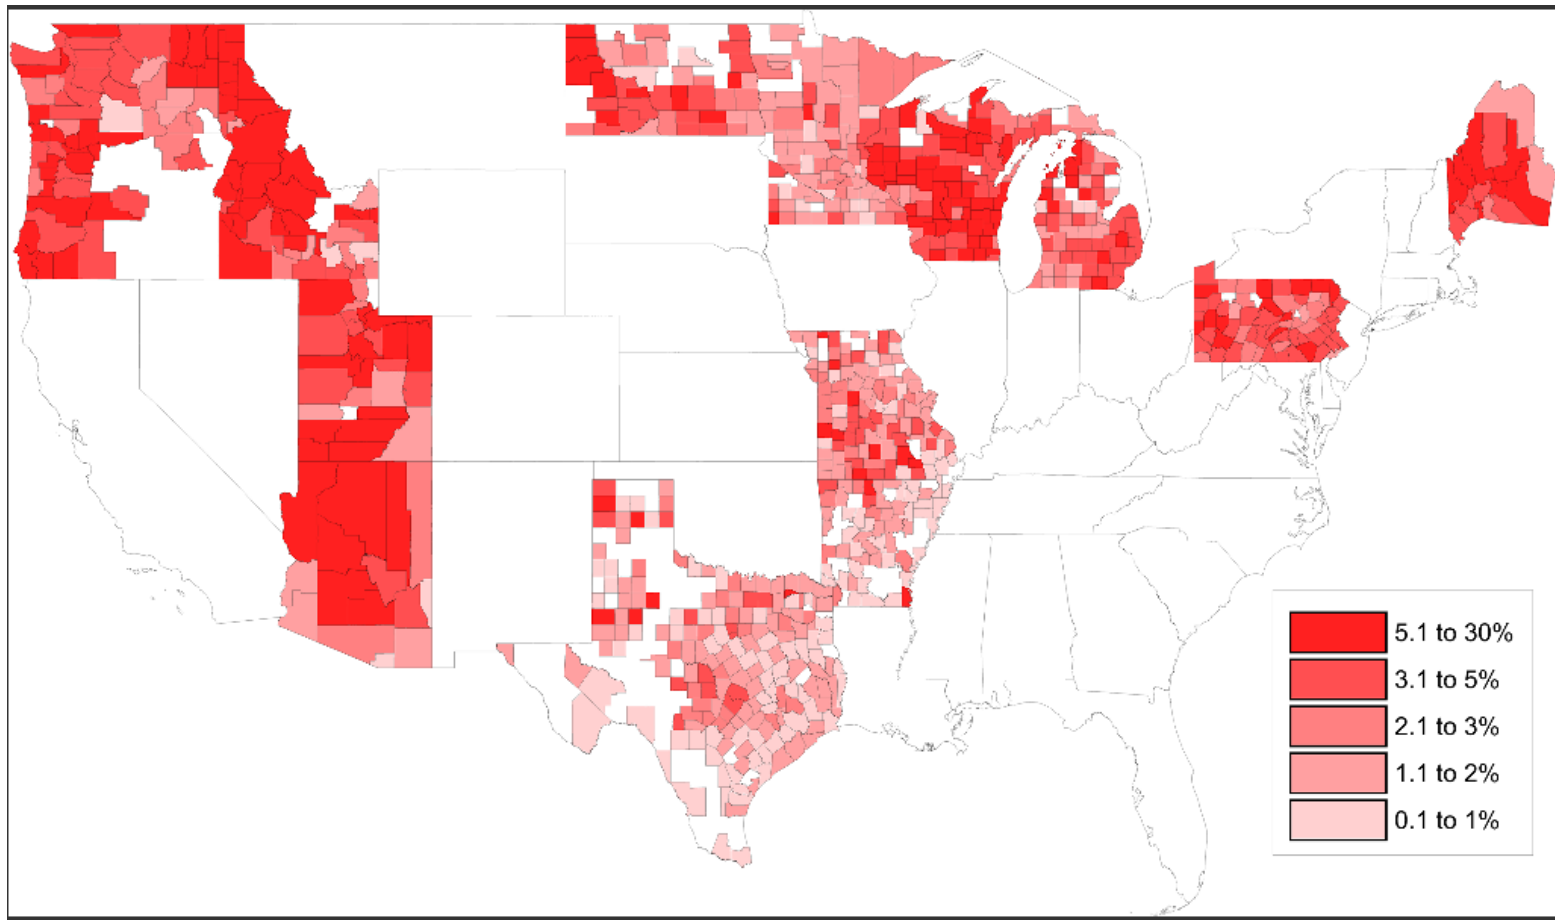 5.1 to 30%
3.1 to 5%
2.1 to 3%
1.1 to 2%
0.1 to 1%